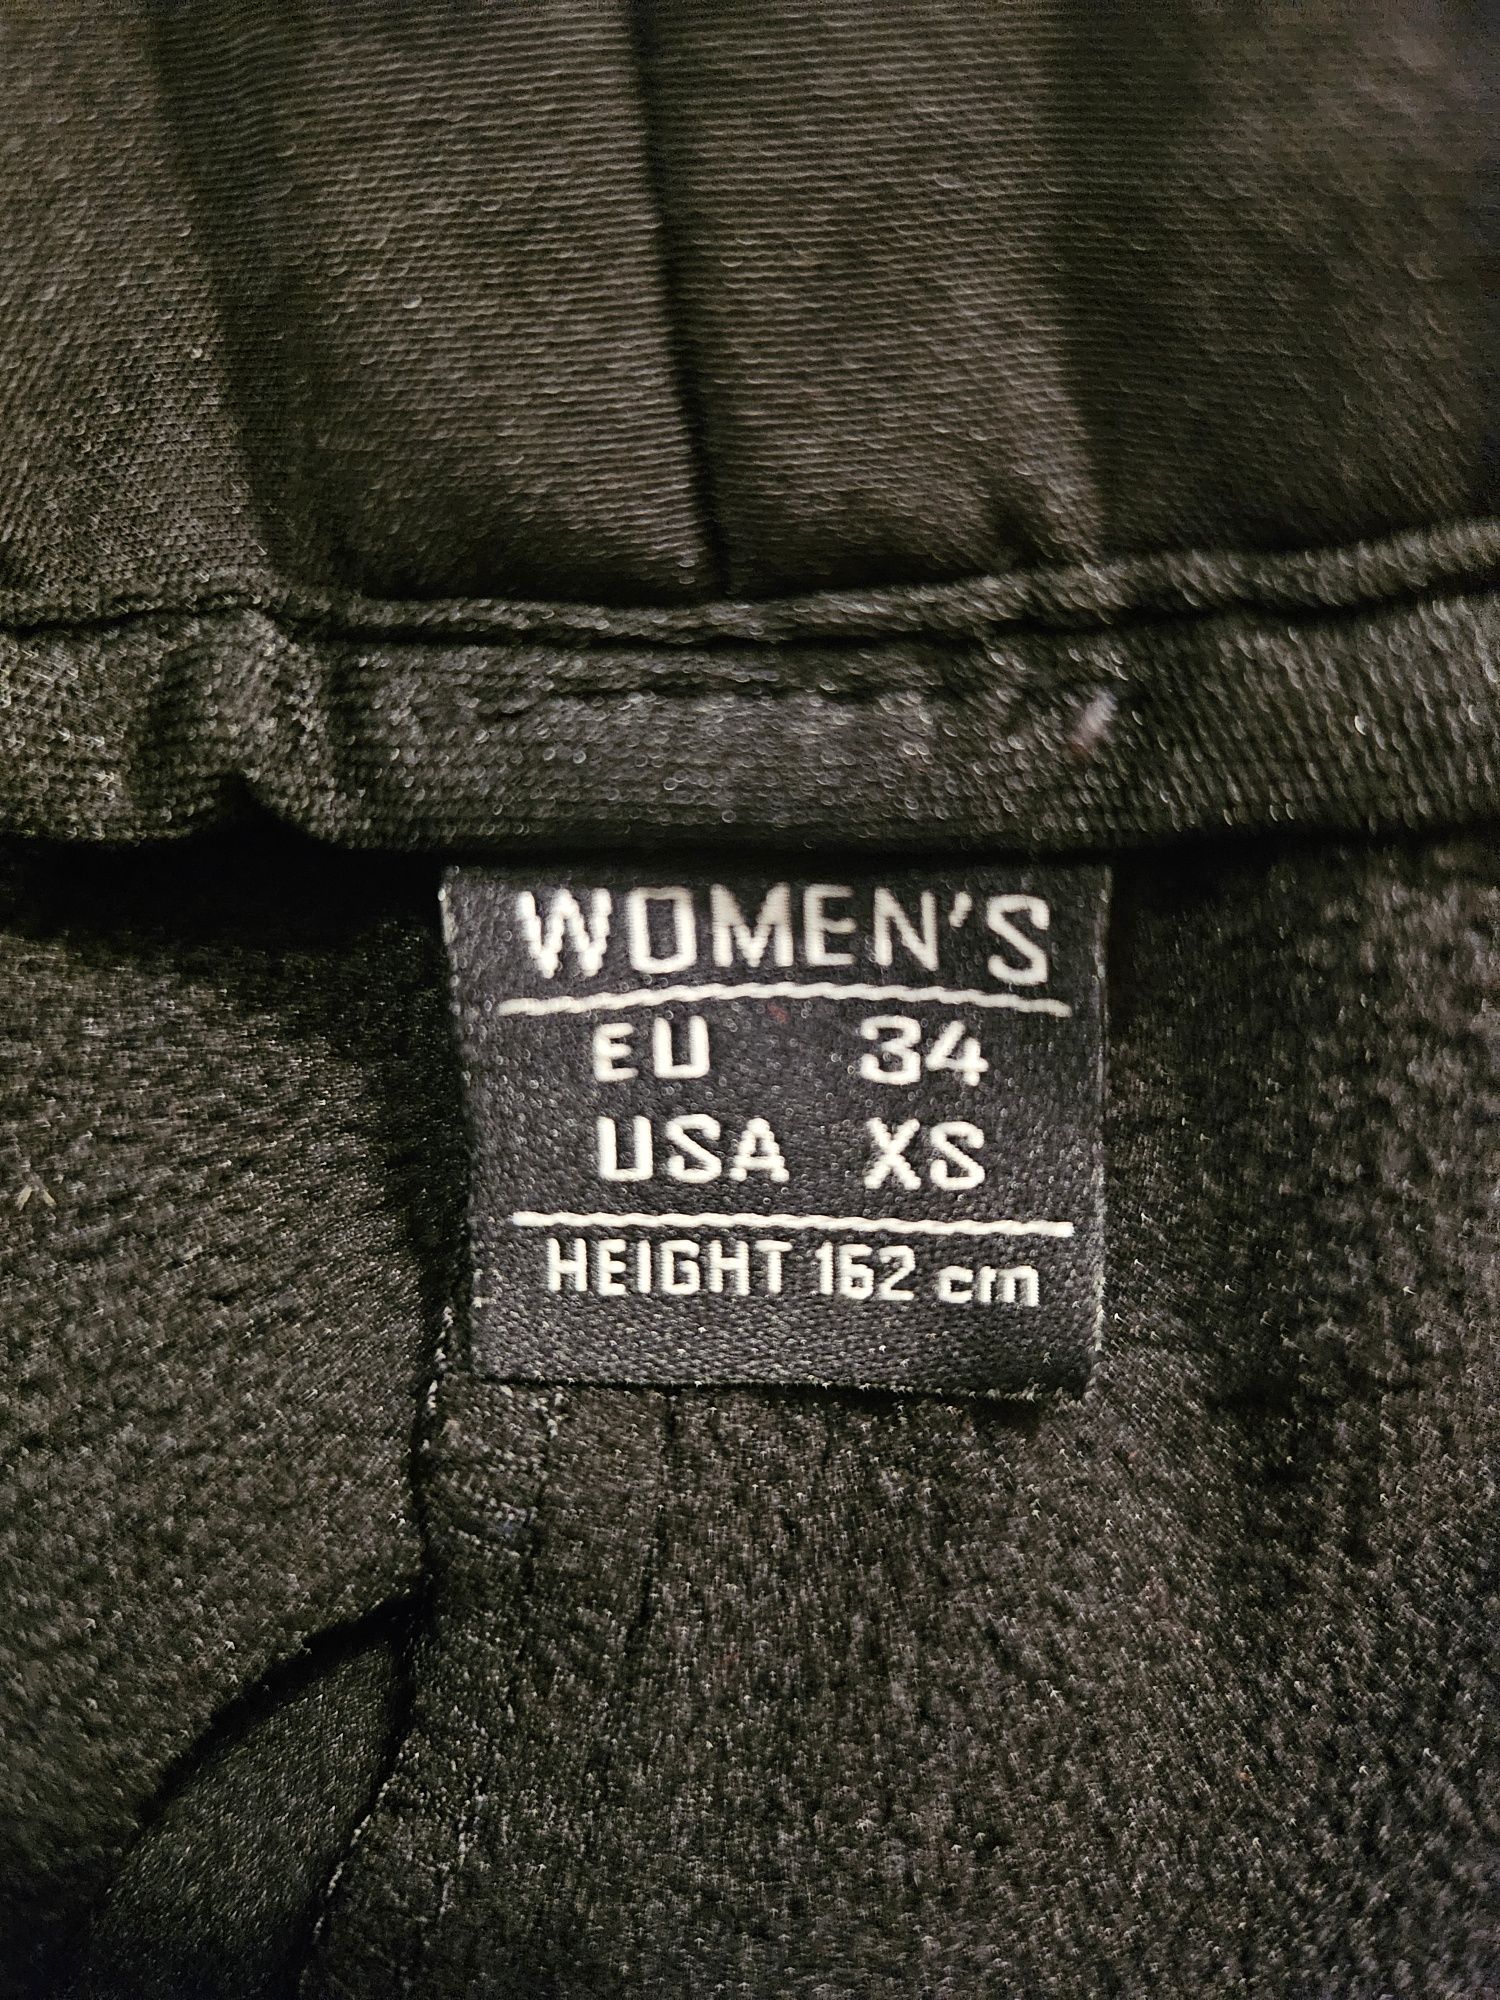 WOMEN'S
EU 34
USA XS
HEIGHT 162 cm